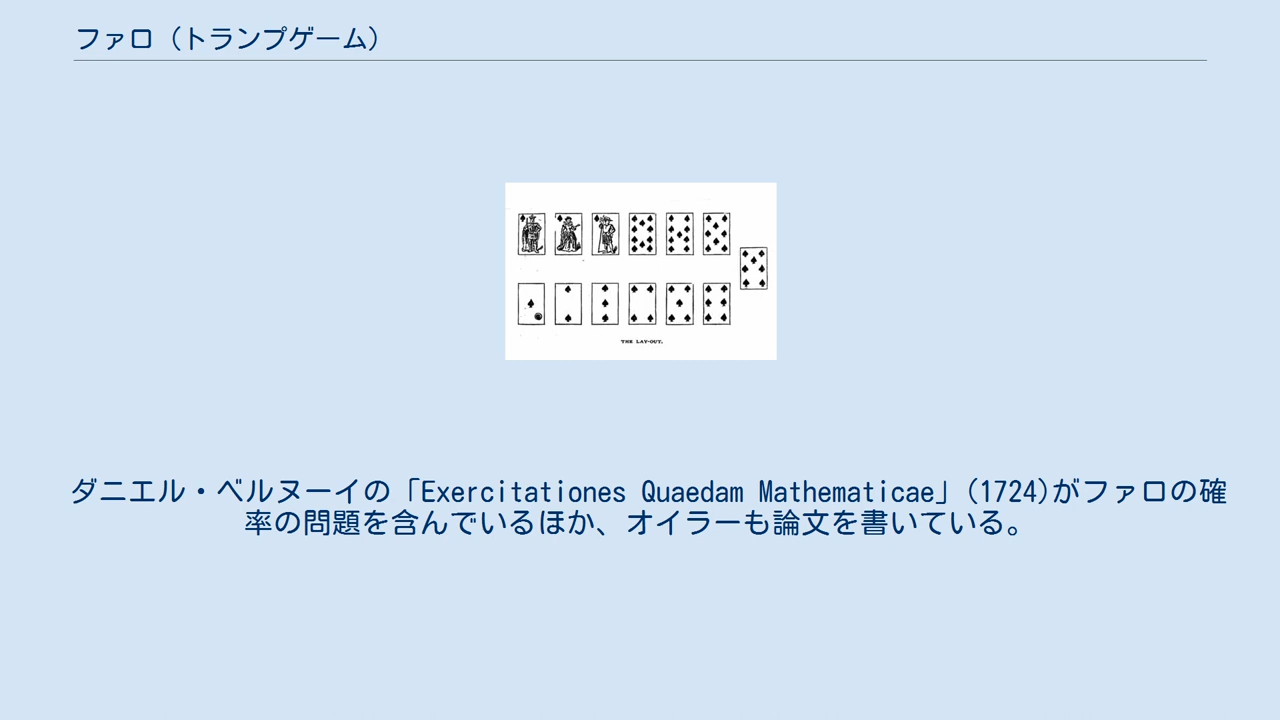 ファロ（トランプゲーム）
THE LAY-OUT.
ダニエル・ベルヌーイの「Exercitationes Quaedam Mathematicae」(1724)がファロの確
率の問題を含んでいるほか、オイラーも論文を書いている。